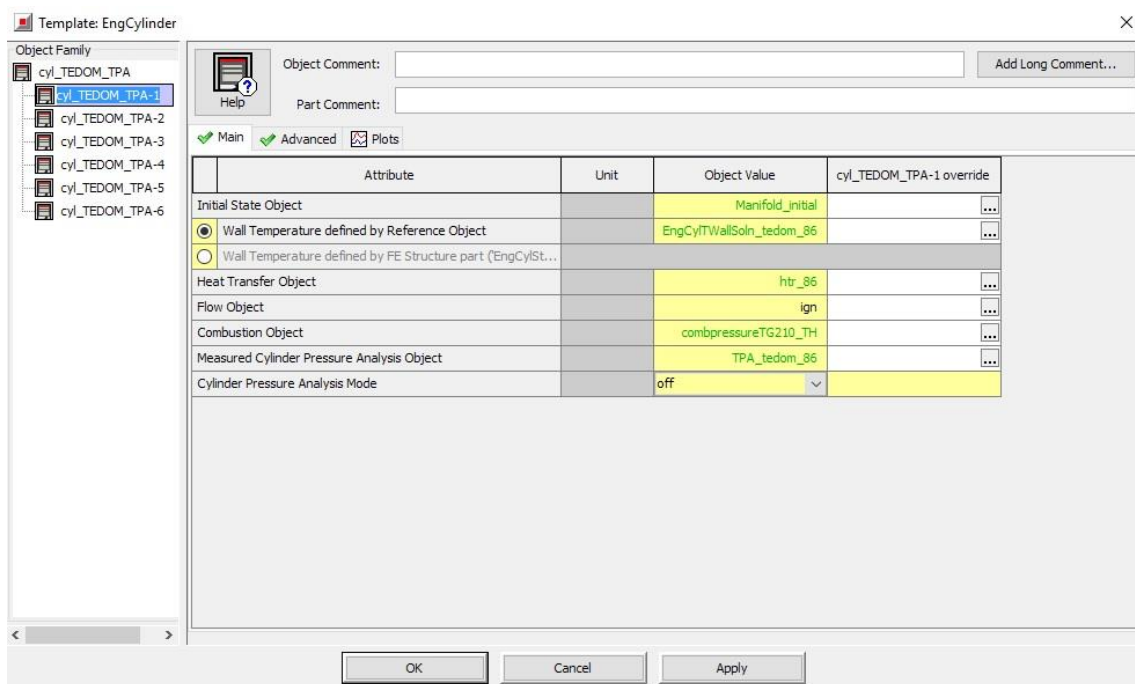 Template: EngCylinder
Object Family
cyl_TEDOM_TPA
cyl_TEDOM_TPA-1
cyl_TEDOM_TPA-2
cyl_TEDOM_TPA-3
cyl_TEDOM_TPA-4
cyl_TEDOM_TPA-5
cyl_TEDOM_TPA-6
Help
Object Comment:
Add Long Comment...
Part Comment:
Main Advanced Plots
Attribute Unit Object Value cyl_TEDOM_TPA-1 override
Initial State Object Manifold_initial ...
Wall Temperature defined by Reference Object EngCylTWallSoln_tedom_86 ...
Wall Temperature defined by FE Structure part ('EngCylSt...
Heat Transfer Object htr_86 ...
Flow Object ign ...
Combustion Object combpressureTG210_TH ...
Measured Cylinder Pressure Analysis Object TPA_tedom_86 ...
Cylinder Pressure Analysis Mode off
OK Cancel Apply